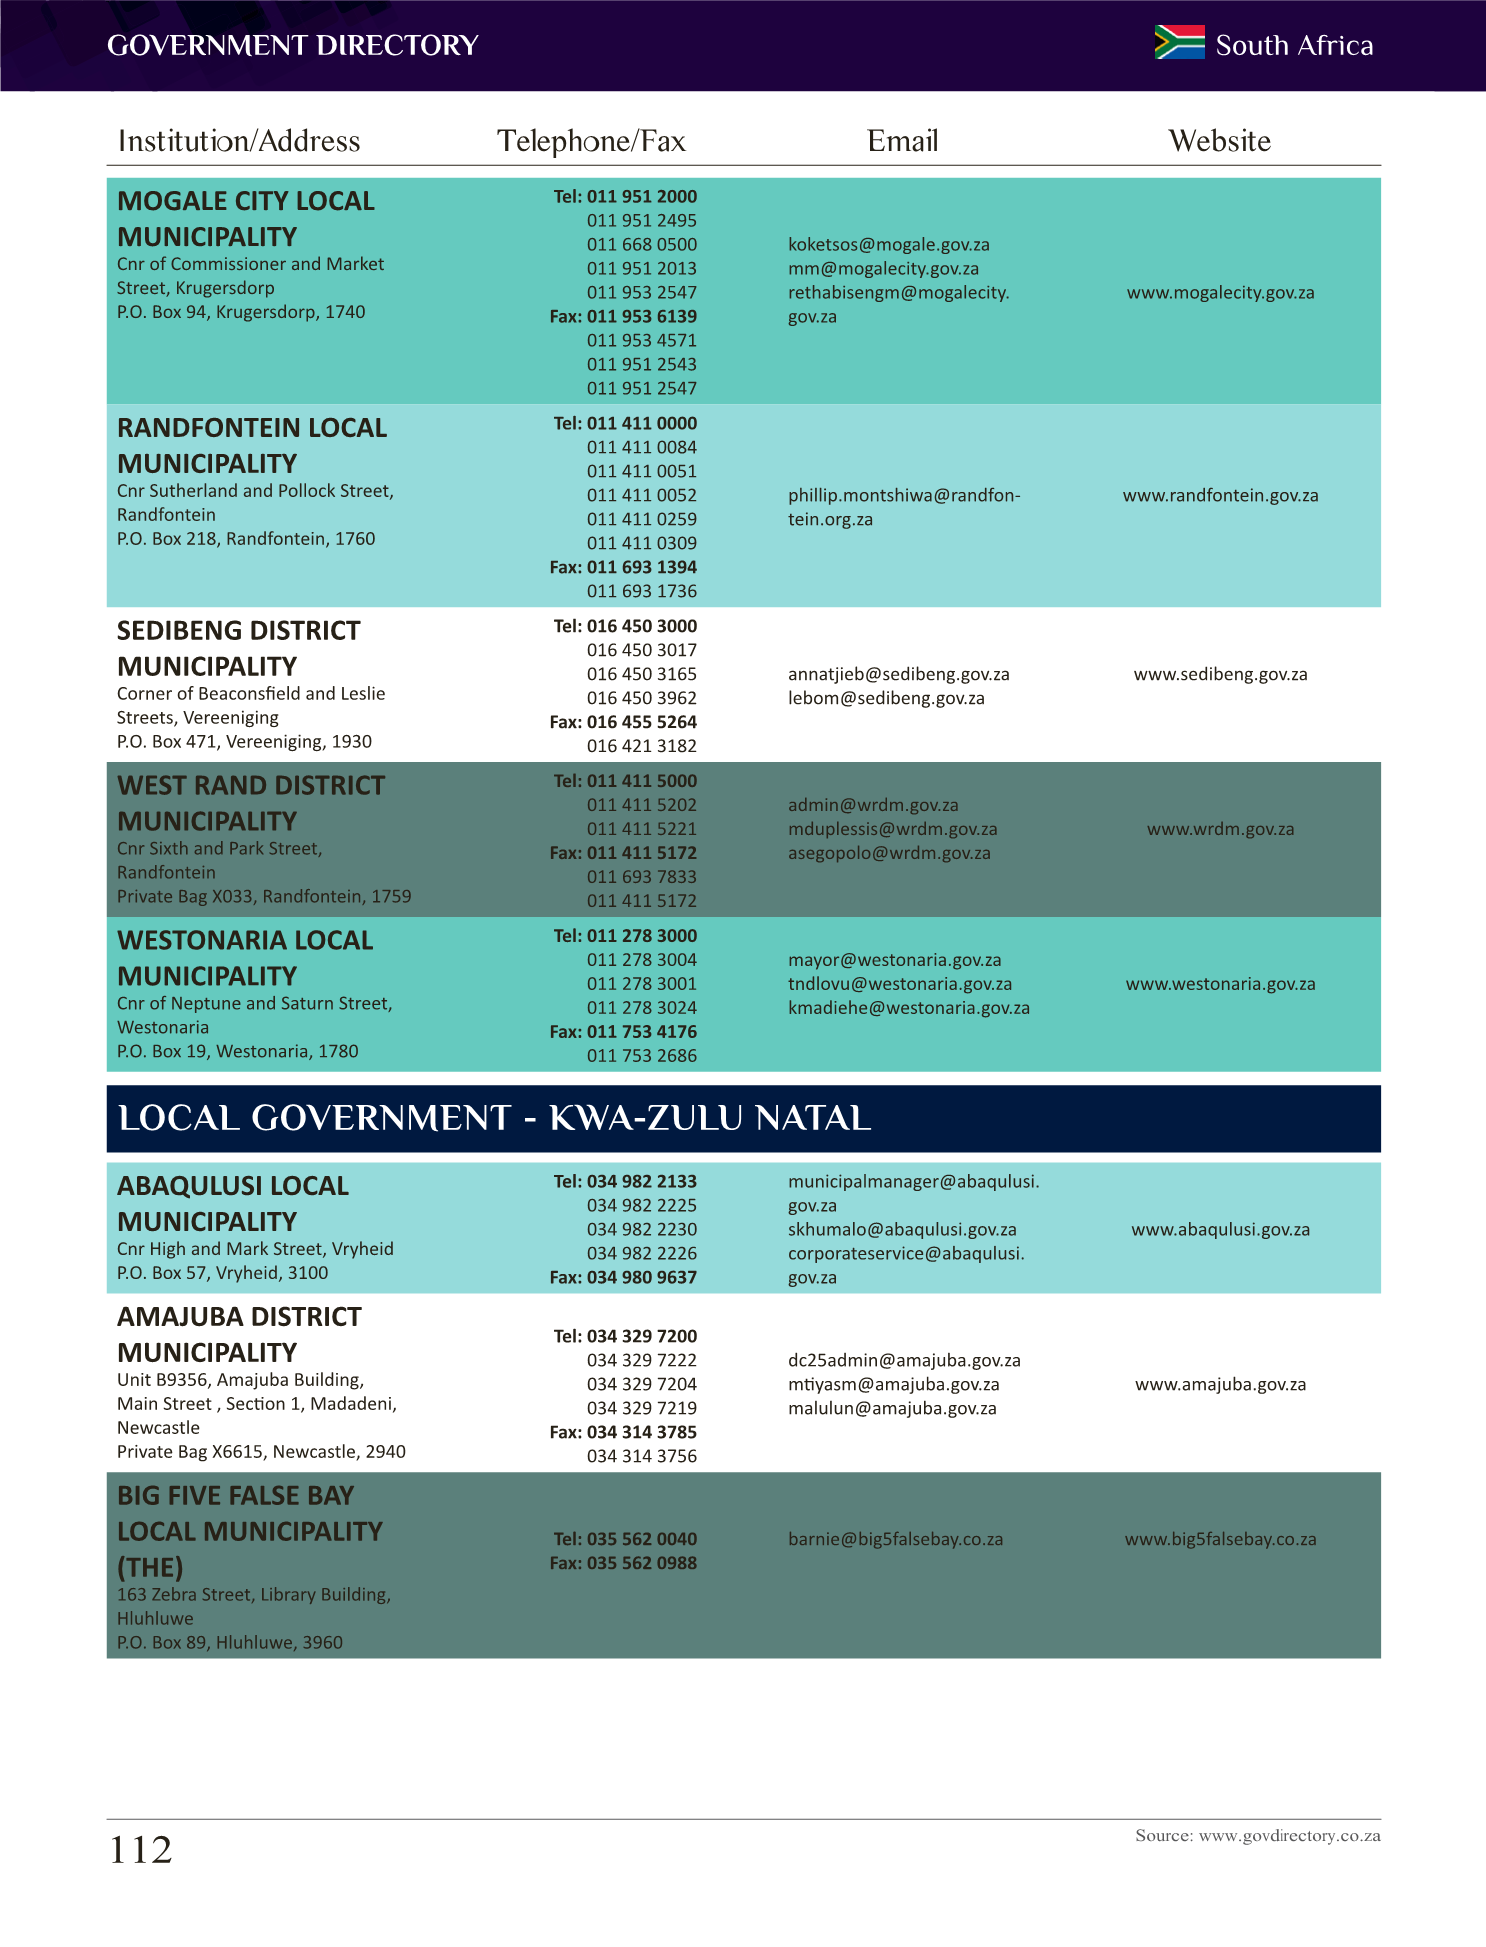 GOVERNMENT DIRECTORY
South Africa
Institution/Address Telephone/Fax Email Website
MOGALE CITY LOCAL
MUNICIPALITY
Cnr of Commissioner and Market
Street, Krugersdorp
P.O. Box 94, Krugersdorp, 1740
Tel: 011 951 2000
011 951 2495
011 668 0500
011 951 2013
011 953 2547
Fax: 011 953 6139
011 953 4571
011 951 2543
011 951 2547
koketsos@mogale.gov.za
mm@mogalecity.gov.za
rethabisengm@mogalecity.
gov.za
www.mogalecity.gov.za
RANDFONTEIN LOCAL
MUNICIPALITY
Cnr Sutherland and Pollock Street,
Randfontein
P.O. Box 218, Randfontein, 1760
Tel: 011 411 0000
011 411 0084
011 411 0051
011 411 0052
011 411 0259
011 411 0309
Fax: 011 693 1394
011 693 1736
phillip.montshiwa@randfon-
tein.org.za
www.randfontein.gov.za
SEDIBENG DISTRICT
MUNICIPALITY
Corner of Beaconsfield and Leslie
Streets, Vereeniging
P.O. Box 471, Vereeniging, 1930
Tel: 016 450 3000
016 450 3017
016 450 3165
016 450 3962
Fax: 016 455 5264
016 421 3182
annatjieb@sedibeng.gov.za
lebom@sedibeng.gov.za
www.sedibeng.gov.za
WEST RAND DISTRICT
MUNICIPALITY
Cnr Sixth and Park Street,
Randfontein
Private Bag X033, Randfontein, 1759
Tel: 011 411 5000
011 411 5202
011 411 5221
Fax: 011 411 5172
011 693 7833
011 411 5172
admin@wrdm.gov.za
mduplessis@wrdm.gov.za
asegopolo@wrdm.gov.za
www.wrdm.gov.za
WESTONARIA LOCAL
MUNICIPALITY
Cnr of Neptune and Saturn Street,
Westonaria
P.O. Box 19, Westonaria, 1780
Tel: 011 278 3000
011 278 3004
011 278 3001
011 278 3024
Fax: 011 753 4176
011 753 2686
mayor@westonaria.gov.za
tndlovu@westonaria.gov.za
kmadiehe@westonaria.gov.za
www.westonaria.gov.za
LOCAL GOVERNMENT - KWA-ZULU NATAL
ABAQULUSI LOCAL
MUNICIPALITY
Cnr High and Mark Street, Vryheid
P.O. Box 57, Vryheid, 3100
Tel: 034 982 2133
034 982 2225
034 982 2230
034 982 2226
Fax: 034 980 9637
municipalmanager@abaqulusi.
gov.za
skhumalo@abaqulusi.gov.za
corporateservice@abaqulusi.
gov.za
www.abaqulusi.gov.za
AMAJUBA DISTRICT
MUNICIPALITY
Unit B9356, Amajuba Building,
Main Street , Section 1, Madadeni,
Newcastle
Private Bag X6615, Newcastle, 2940
Tel: 034 329 7200
034 329 7222
034 329 7204
034 329 7219
Fax: 034 314 3785
034 314 3756
dc25admin@amajuba.gov.za
mtiyasm@amajuba.gov.za
malulun@amajuba.gov.za
www.amajuba.gov.za
BIG FIVE FALSE BAY
LOCAL MUNICIPALITY
(THE)
163 Zebra Street, Library Building,
Hluhluwe
P.O. Box 89, Hluhluwe, 3960
Tel: 035 562 0040
Fax: 035 562 0988
barnie@big5falsebay.co.za
www.big5falsebay.co.za
112
Source: www.govdirectory.co.za